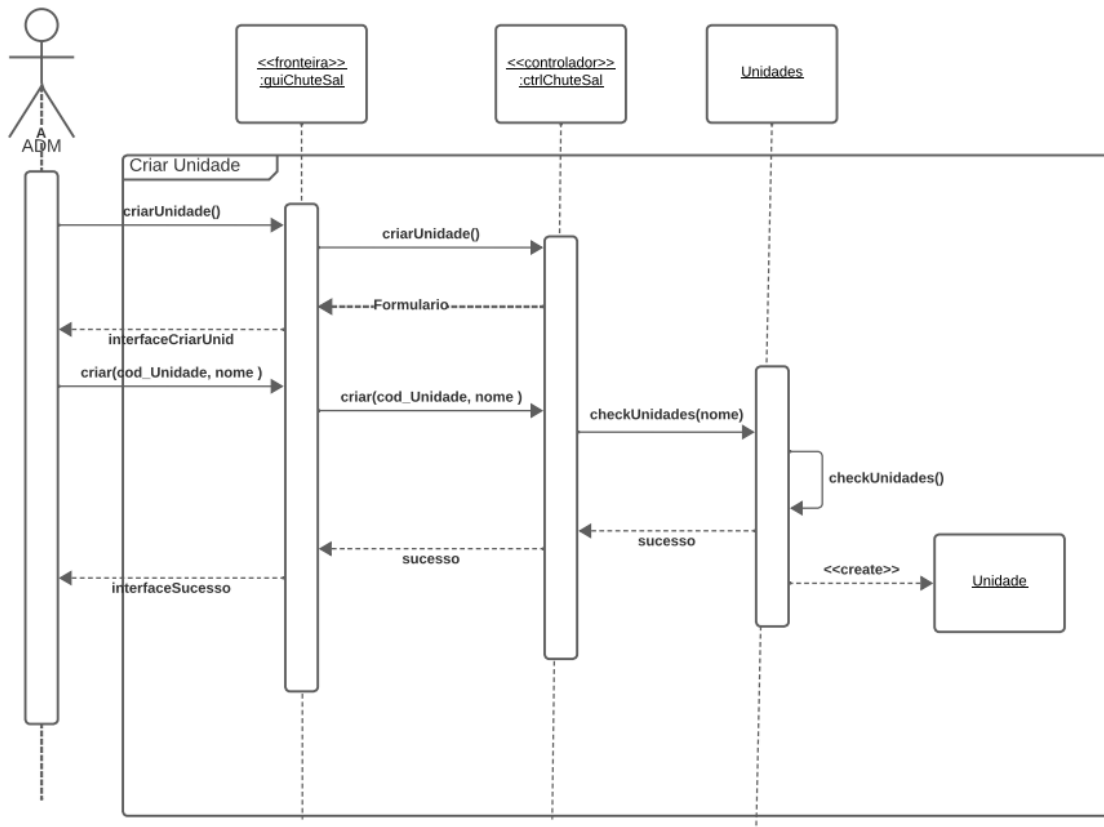 <<fronteira>>
:guiChuteSal
<<controlador>>
:ctrlChuteSal
Unidades
A
ADM
Criar Unidade
criarUnidade()
criarUnidade()
Formulario
interfaceCriarUnid
criar(cod_Unidade, nome )
criar(cod_Unidade, nome )
checkUnidades(nome)
checkUnidades()
sucesso
sucesso
<<create>>
interfaceSucesso
Unidade